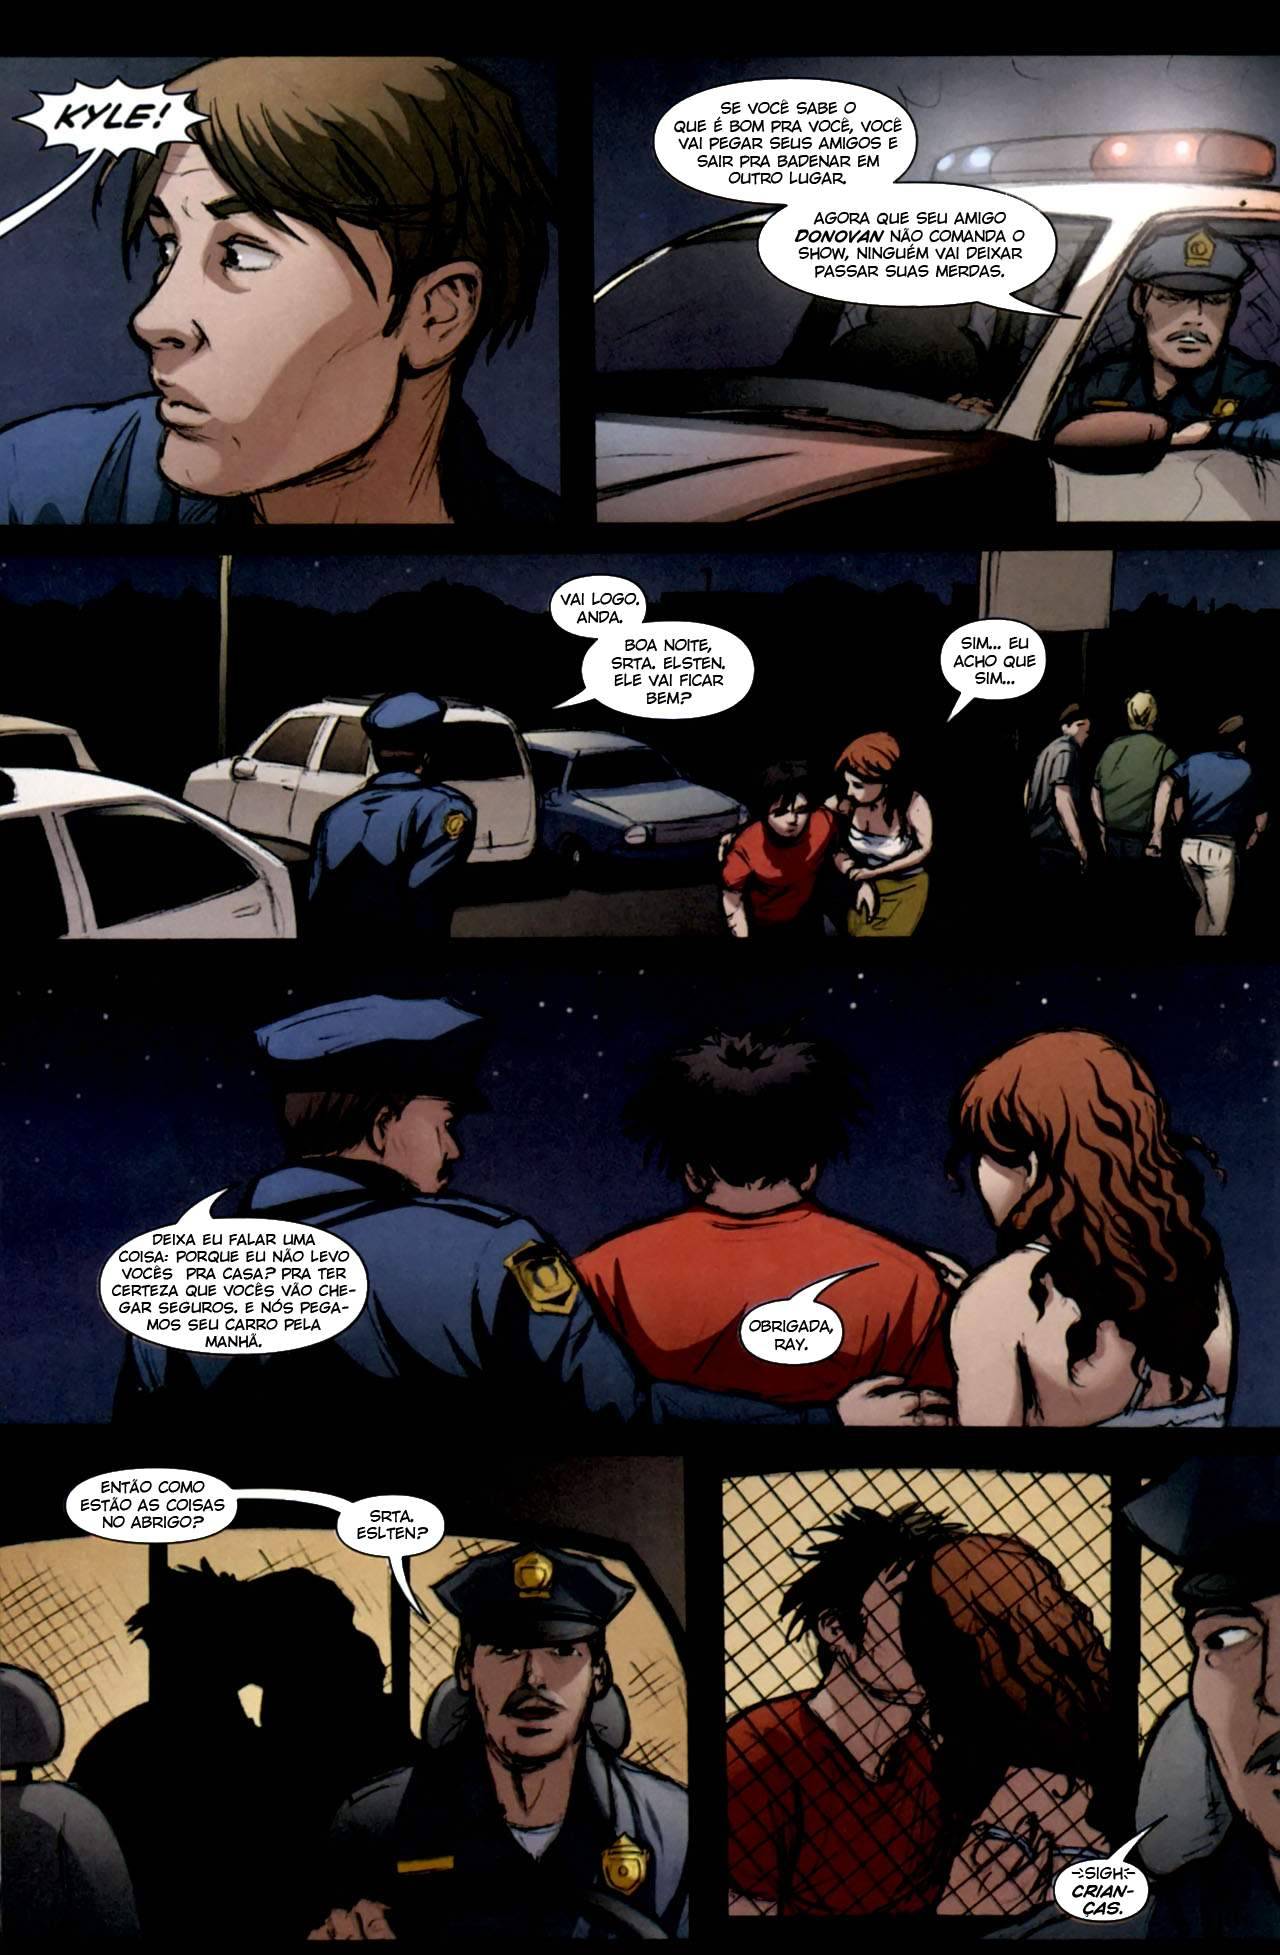 KYLE!
SE VOCÊ SABE O
QUE É BOM PRA VOCÊ, VOCÊ
VAI PEGAR SEUS AMIGOS E
SAIR PRA BADENAR EM
OUTRO LUGAR.
AGORA QUE SEU AMIGO
DONOVAN NÃO COMANDA O
SHOW, NINGUÉM VAI DEIXAR
PASSAR SUAS MERDAS.
VAI LOGO.
ANDA.
BOA NOITE,
SRTA. ELSTEN.
ELE VAI FICAR
BEM?
SIM... EU
ACHO QUE
SIM...
DEIXA EU FALAR UMA
COISA: PORQUE EU NÃO LEVO
VOCÊS PRA CASA? PRA TER
CERTEZA QUE VOCÊS VÃO CHE-
GAR SEGUROS. E NÓS PEGA-
MOS SEU CARRO PELA
MANHÃ.
OBRIGADA,
RAY.
ENTÃO COMO
ESTÃO AS COISAS
NO ABRIGO?
SRTA.
ESLTEN?
-SIGH-
CRIAN-
ÇAS.